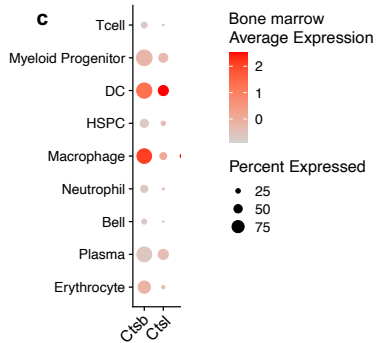 c
Tcell
Myeloid Progenitor
DC
HSPC
Macrophage
Neutrophil
Bell
Plasma
Erythrocyte
Ctsb
Ctsl
Bone marrow
Average Expression
2
1
0
Percent Expressed
25
50
75